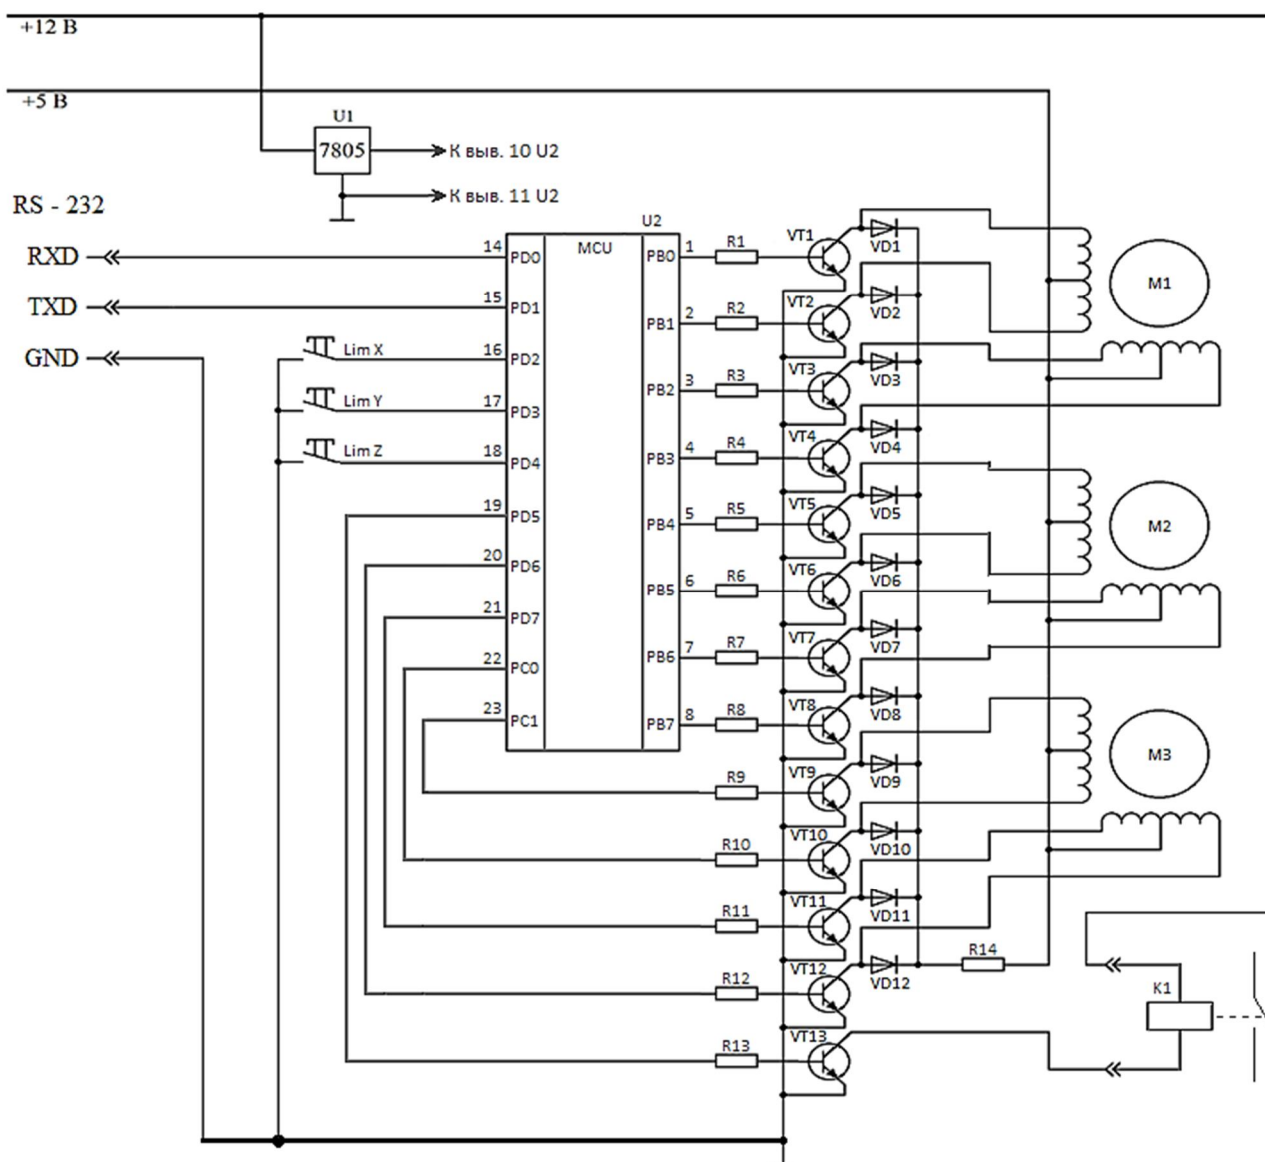 +12 В
+5 В
U1
7805
К выв. 10 U2
К выв. 11 U2
RS - 232
RXD
TXD
GND
Lim X
Lim Y
Lim Z
U2
MCU
14 PD0
15 PD1
16 PD2
17 PD3
18 PD4
19 PD5
20 PD6
21 PD7
22 PC0
23 PC1
PB0 1 R1 VT1 VD1
PB1 2 R2 VT2 VD2
PB2 3 R3 VT3 VD3
PB3 4 R4 VT4 VD4
PB4 5 R5 VT5 VD5
PB5 6 R6 VT6 VD6
PB6 7 R7 VT7 VD7
PB7 8 R8 VT8 VD8
R9 VT9 VD9
R10 VT10 VD10
R11 VT11 VD11
R12 VT12 VD12
R13 VT13
R14
M1
M2
M3
K1